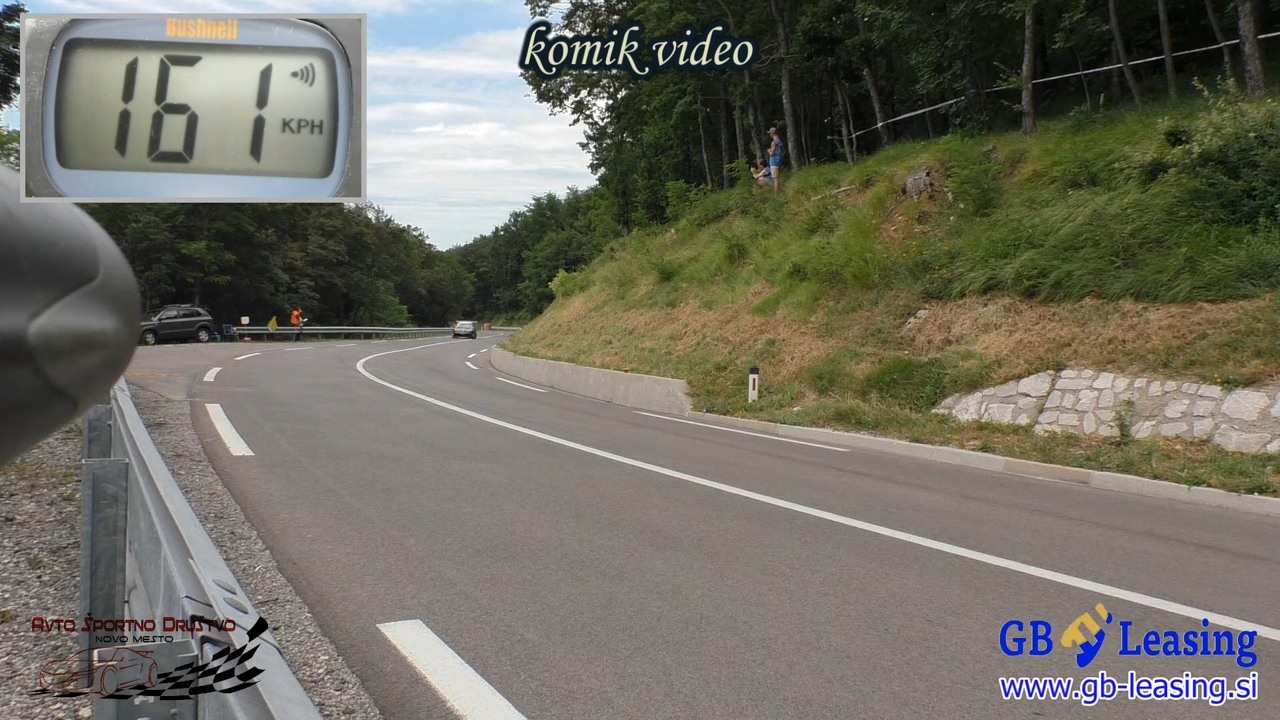 Bushnell
161
KPH
komik video
Avto Športno Društvo
Novo mesto
GB Leasing
www.gb-leasing.si